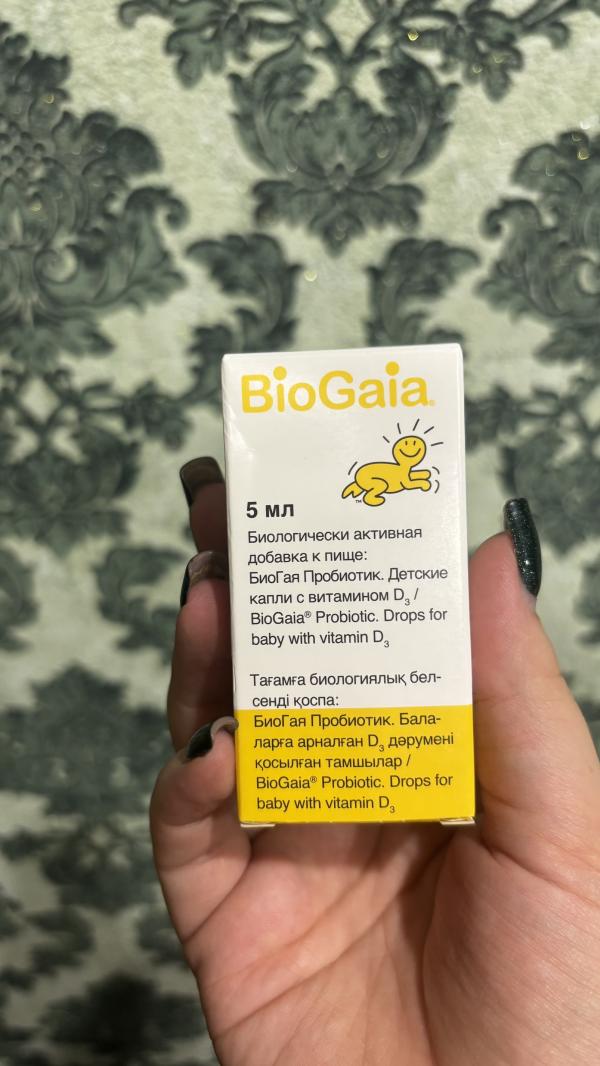 BioGaia®
™
5 мл
Биологически активная
добавка к пище:
БиоГая Пробиотик. Детские
капли с витамином D₃ /
BioGaia® Probiotic. Drops for
baby with vitamin D₃
Тағамға биологиялық бел-
сенді қоспа:
БиоГая Пробиотик. Бала-
ларға арналған D₃ дәрумені
қосылған тамшылар /
BioGaia® Probiotic. Drops for
baby with vitamin D₃